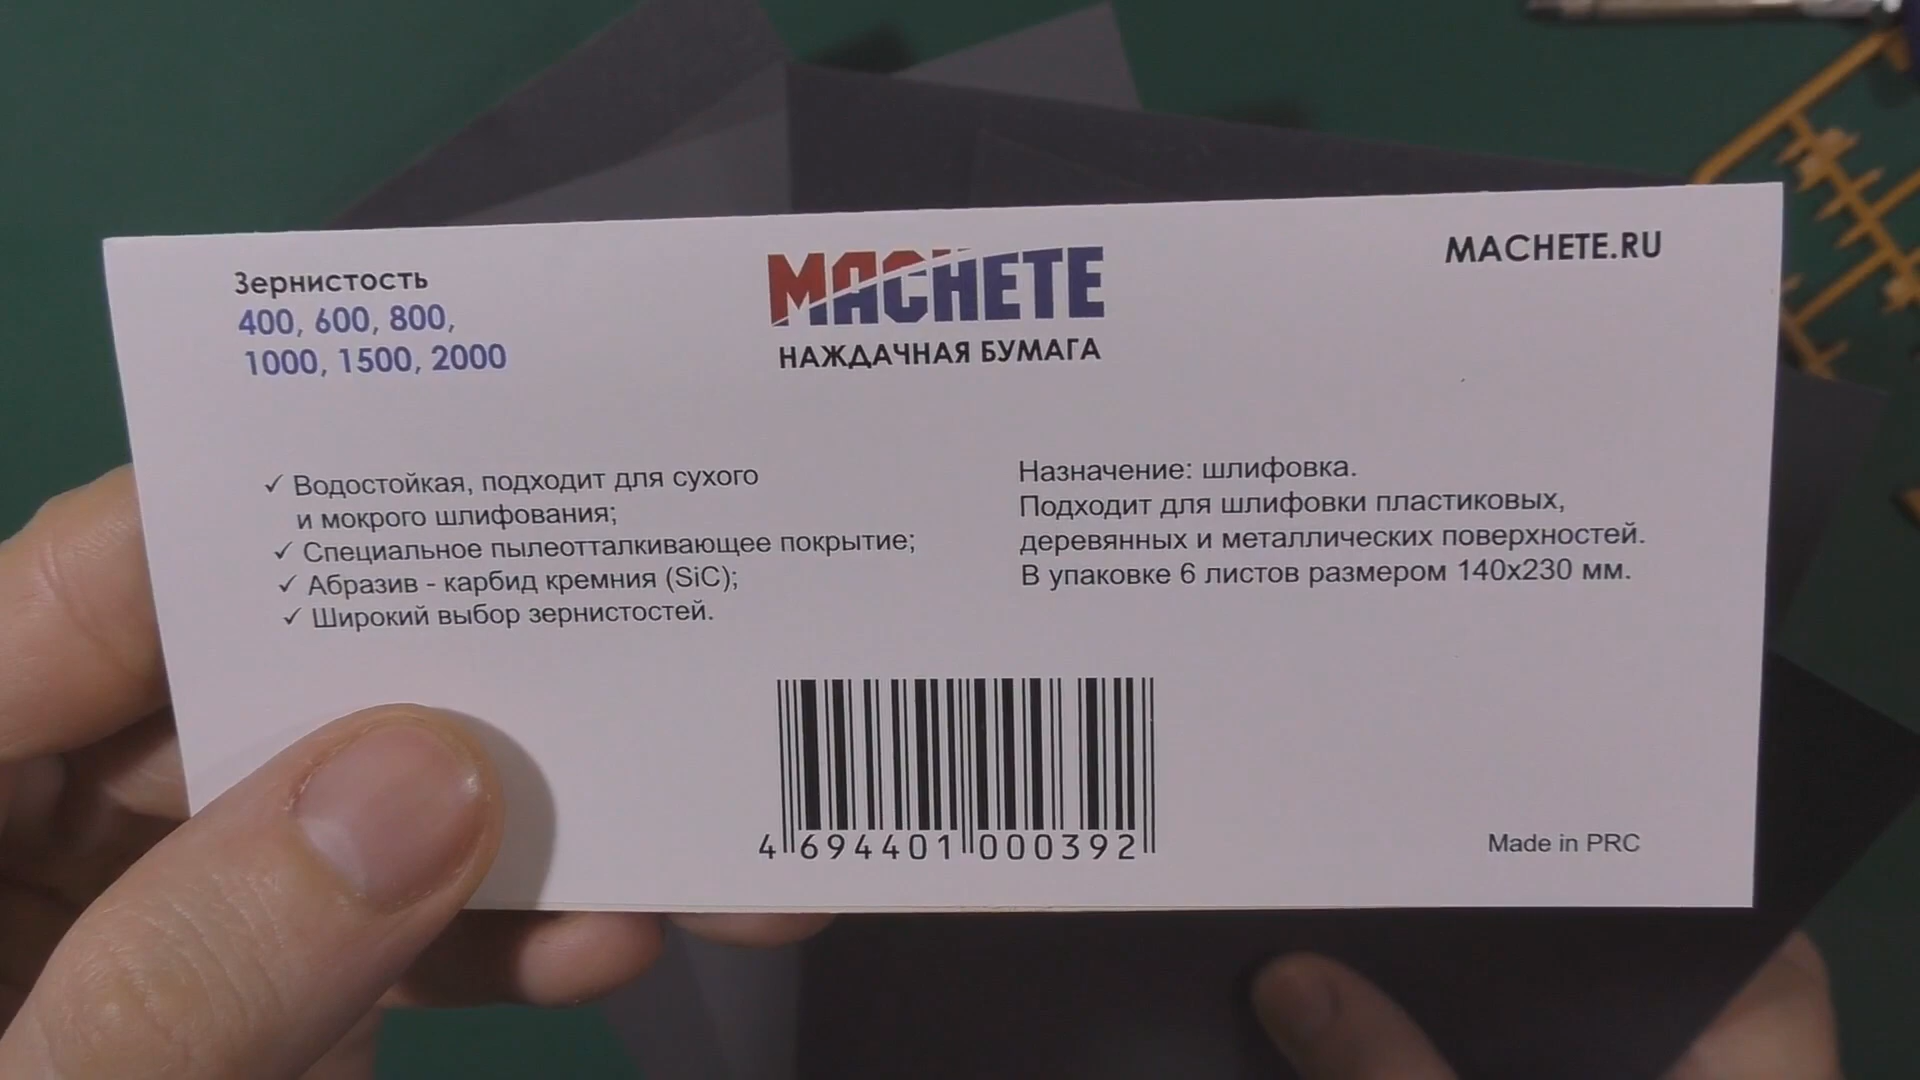 Зернистость
400, 600, 800,
1000, 1500, 2000
MACHETE
НАЖДАЧНАЯ БУМАГА
MACHETE.RU
✓ Водостойкая, подходит для сухого
и мокрого шлифования;
✓ Специальное пылеотталкивающее покрытие;
✓ Абразив - карбид кремния (SiC);
✓ Широкий выбор зернистостей.
Назначение: шлифовка.
Подходит для шлифовки пластиковых,
деревянных и металлических поверхностей.
В упаковке 6 листов размером 140х230 мм.
4 694401 000392
Made in PRC